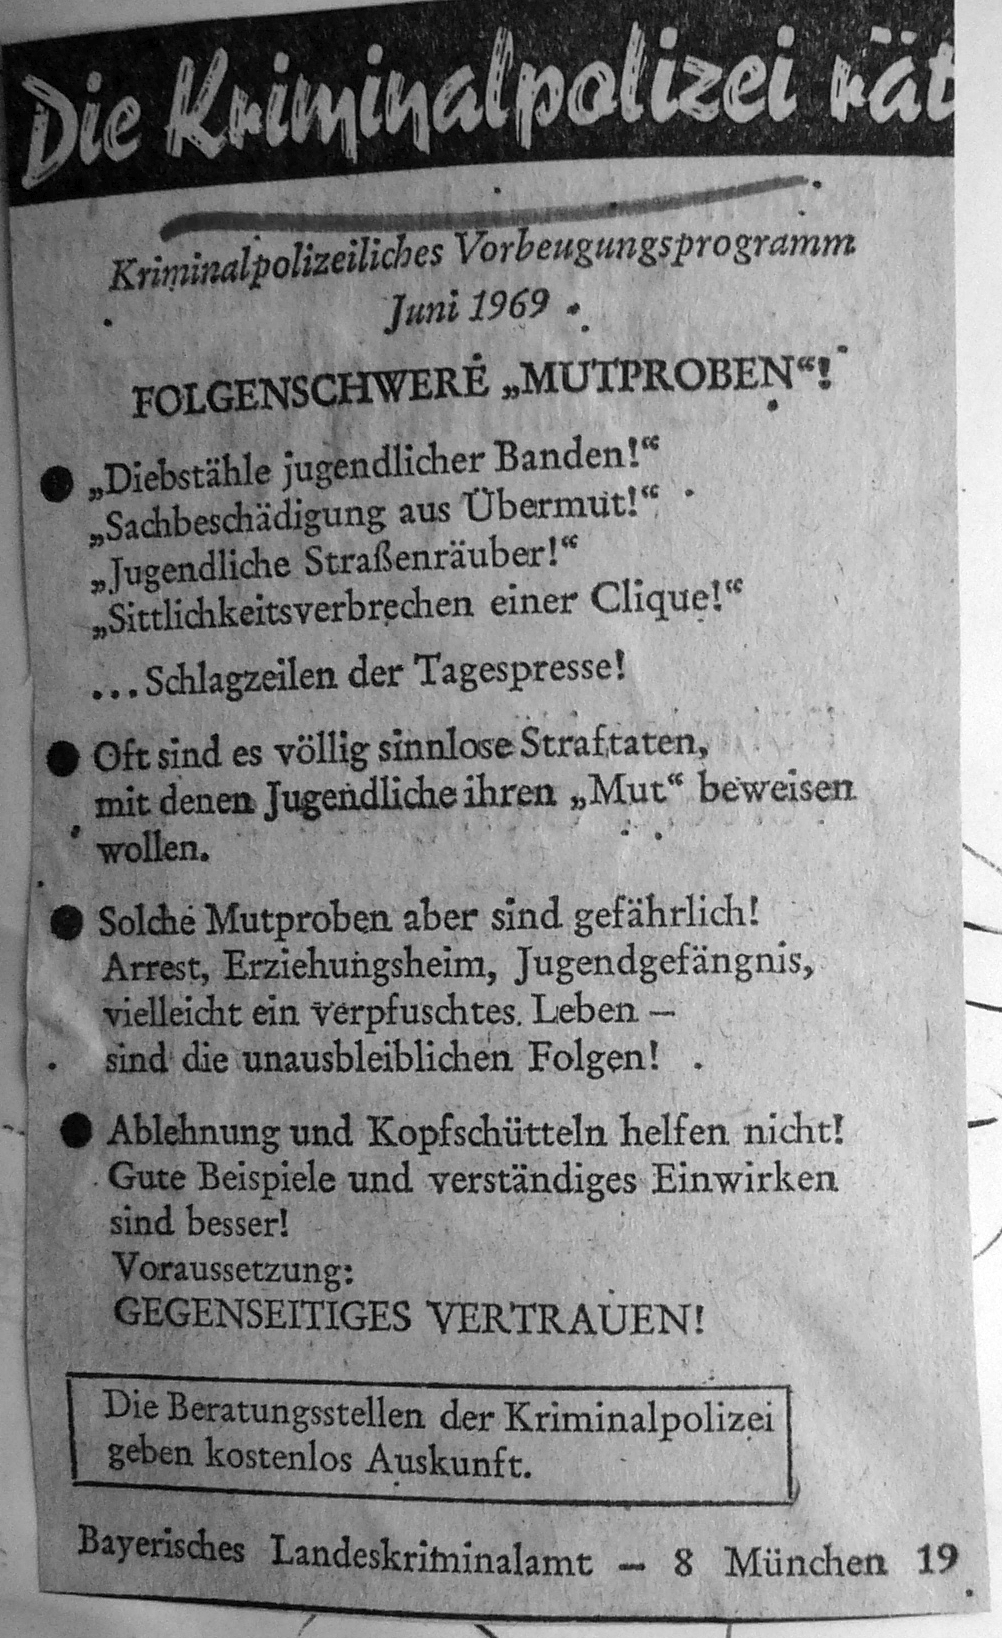 Die Kriminalpolizei rät
Kriminalpolizeiliches Vorbeugungsprogramm
Juni 1969
FOLGENSCHWERE „MUTPROBEN“!
● „Diebstähle jugendlicher Banden!“
„Sachbeschädigung aus Übermut!“
„Jugendliche Straßenräuber!“
„Sittlichkeitsverbrechen einer Clique!“
...Schlagzeilen der Tagespresse!
● Oft sind es völlig sinnlose Straftaten,
mit denen Jugendliche ihren „Mut“ beweisen
wollen.
● Solche Mutproben aber sind gefährlich!
Arrest, Erziehungsheim, Jugendgefängnis,
vielleicht ein verpfuschtes Leben –
sind die unausbleiblichen Folgen!
● Ablehnung und Kopfschütteln helfen nicht!
Gute Beispiele und verständiges Einwirken
sind besser!
Voraussetzung:
GEGENSEITIGES VERTRAUEN!
Die Beratungsstellen der Kriminalpolizei
geben kostenlos Auskunft.
Bayerisches Landeskriminalamt – 8 München 19